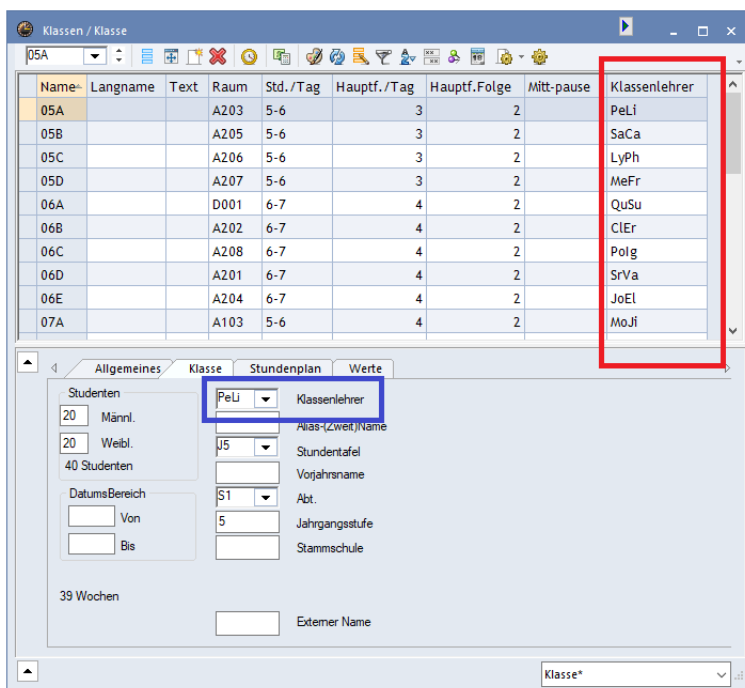 Klassen / Klasse
05A
Name Langname Text Raum Std./Tag Hauptf./Tag Hauptf.Folge Mitt-pause Klassenlehrer
05A A203 5-6 3 2 PeLi
05B A205 5-6 3 2 SaCa
05C A206 5-6 3 2 LyPh
05D A207 5-6 3 2 MeFr
06A D001 6-7 4 2 QuSu
06B A202 6-7 4 2 ClEr
06C A208 6-7 4 2 PoIg
06D A201 6-7 4 2 SrVa
06E A204 6-7 4 2 JoEl
07A A103 5-6 4 2 MoJi
Allgemeines Klasse Stundenplan Werte
Studenten
20 Männl.
20 Weibl.
40 Studenten
DatumsBereich
Von
Bis
39 Wochen
PeLi Klassenlehrer
Alias-(Zweit)Name
J5 Stundentafel
Vorjahrsname
S1 Abt.
5 Jahrgangsstufe
Stammschule
Externer Name
Klasse*